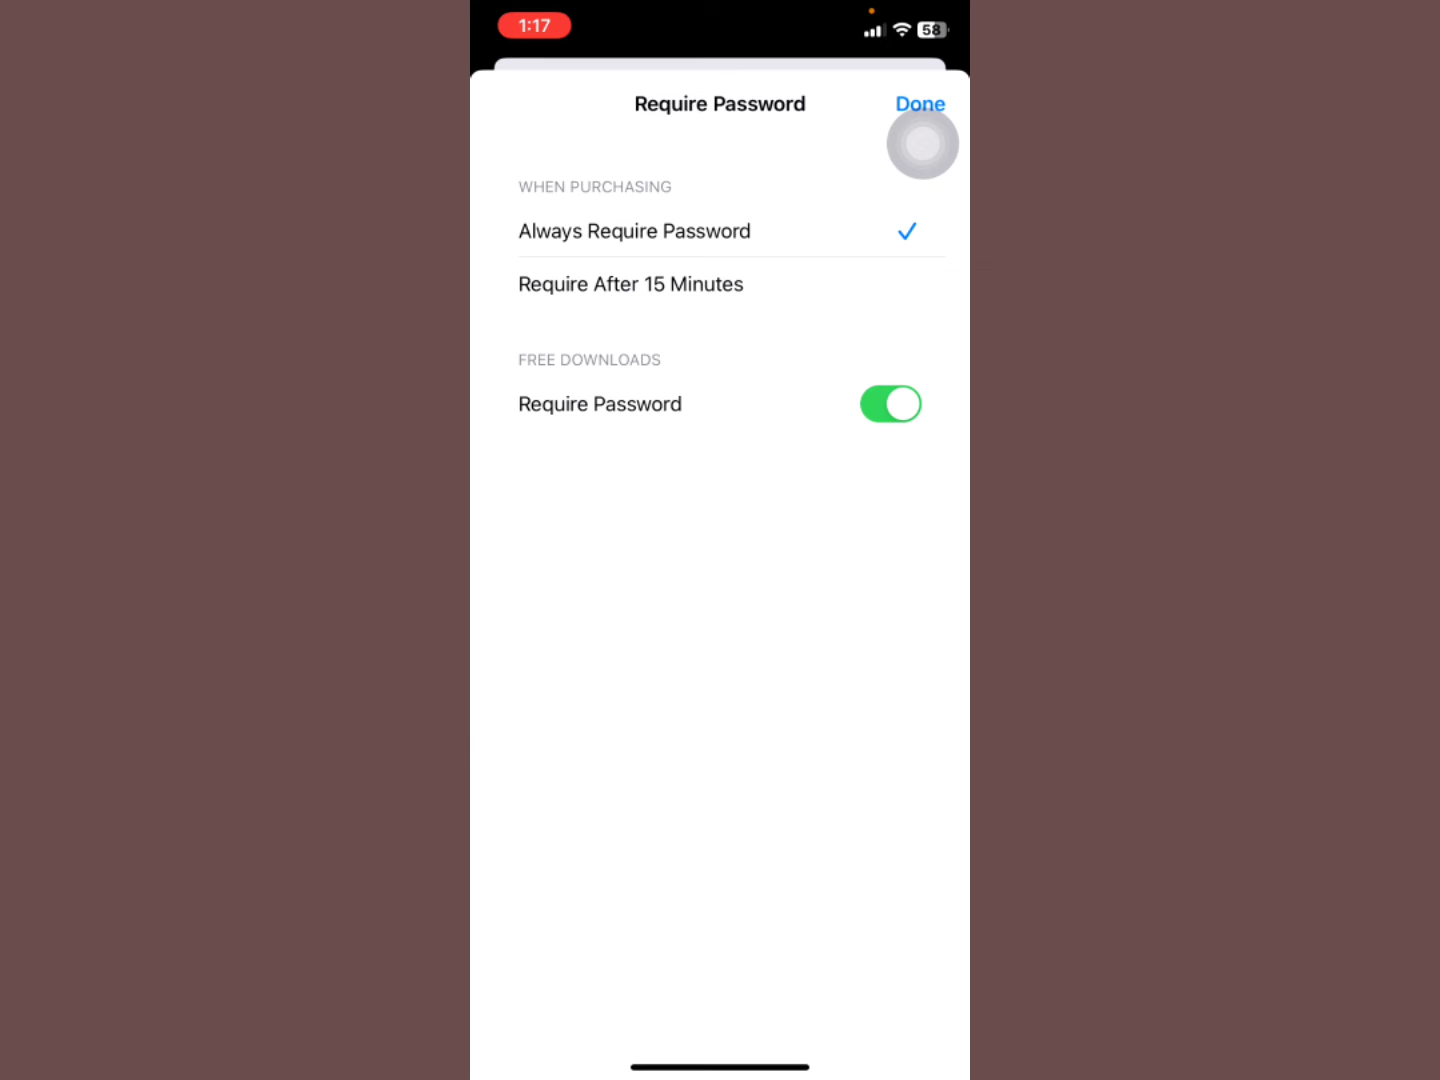 1:17
58
Require Password
Done
WHEN PURCHASING
Always Require Password
Require After 15 Minutes
FREE DOWNLOADS
Require Password